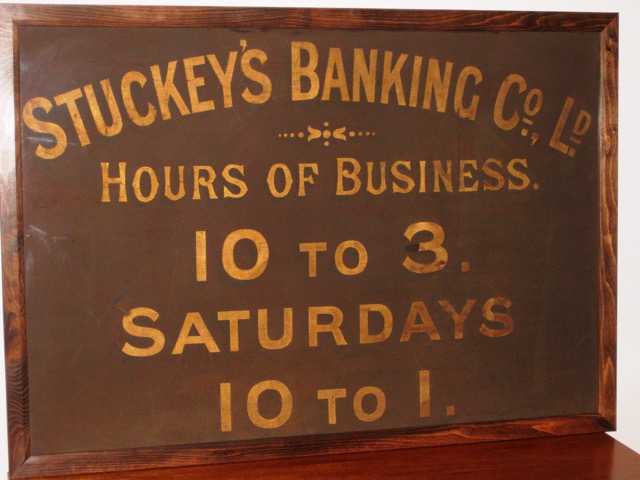 STUCKEY'S BANKING Co., LD.
HOURS OF BUSINESS.
10 TO 3.
SATURDAYS
10 TO 1.